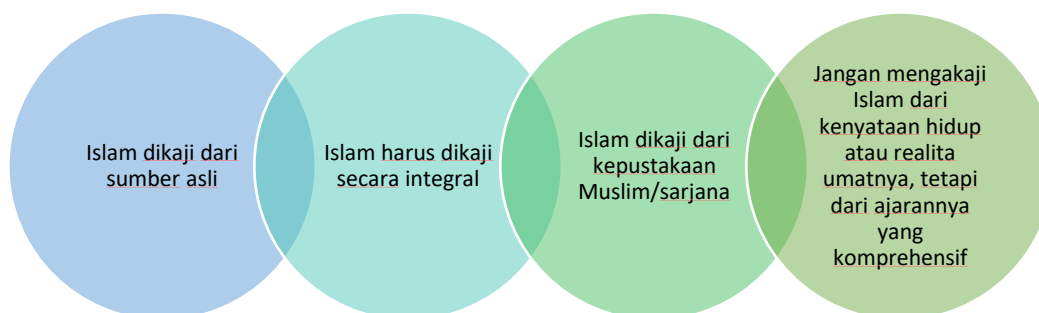 Islam dikaji dari
sumber asli
Islam harus dikaji
secara integral
Islam dikaji dari
kepustakaan
Muslim/sarjana
Jangan mengakaji
Islam dari
kenyataan hidup
atau realita
umatnya, tetapi
dari ajarannya
yang
komprehensif